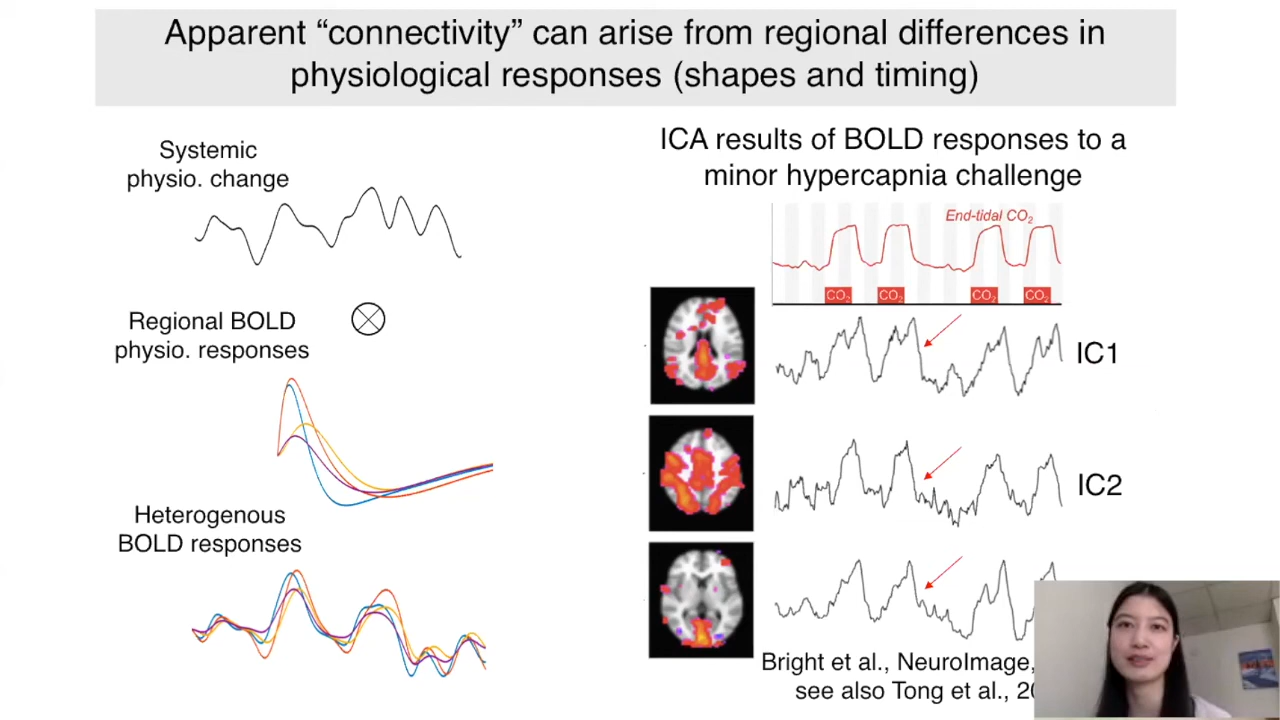 Apparent “connectivity” can arise from regional differences in
physiological responses (shapes and timing)
Systemic
physio. change
Regional BOLD
physio. responses
Heterogenous
BOLD responses
ICA results of BOLD responses to a
minor hypercapnia challenge
End-tidal CO₂
CO₂ CO₂ CO₂ CO₂
IC1
IC2
Bright et al., NeuroImage,
see also Tong et al.,